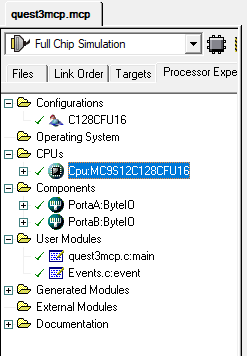 quest3mcp.mcp
Full Chip Simulation
Files Link Order Targets Processor Expe
Configurations
C128CFU16
Operating System
CPUs
Cpu:MC9S12C128CFU16
Components
PortaA:ByteIO
PortaB:ByteIO
User Modules
quest3mcp.c:main
Events.c:event
Generated Modules
External Modules
Documentation